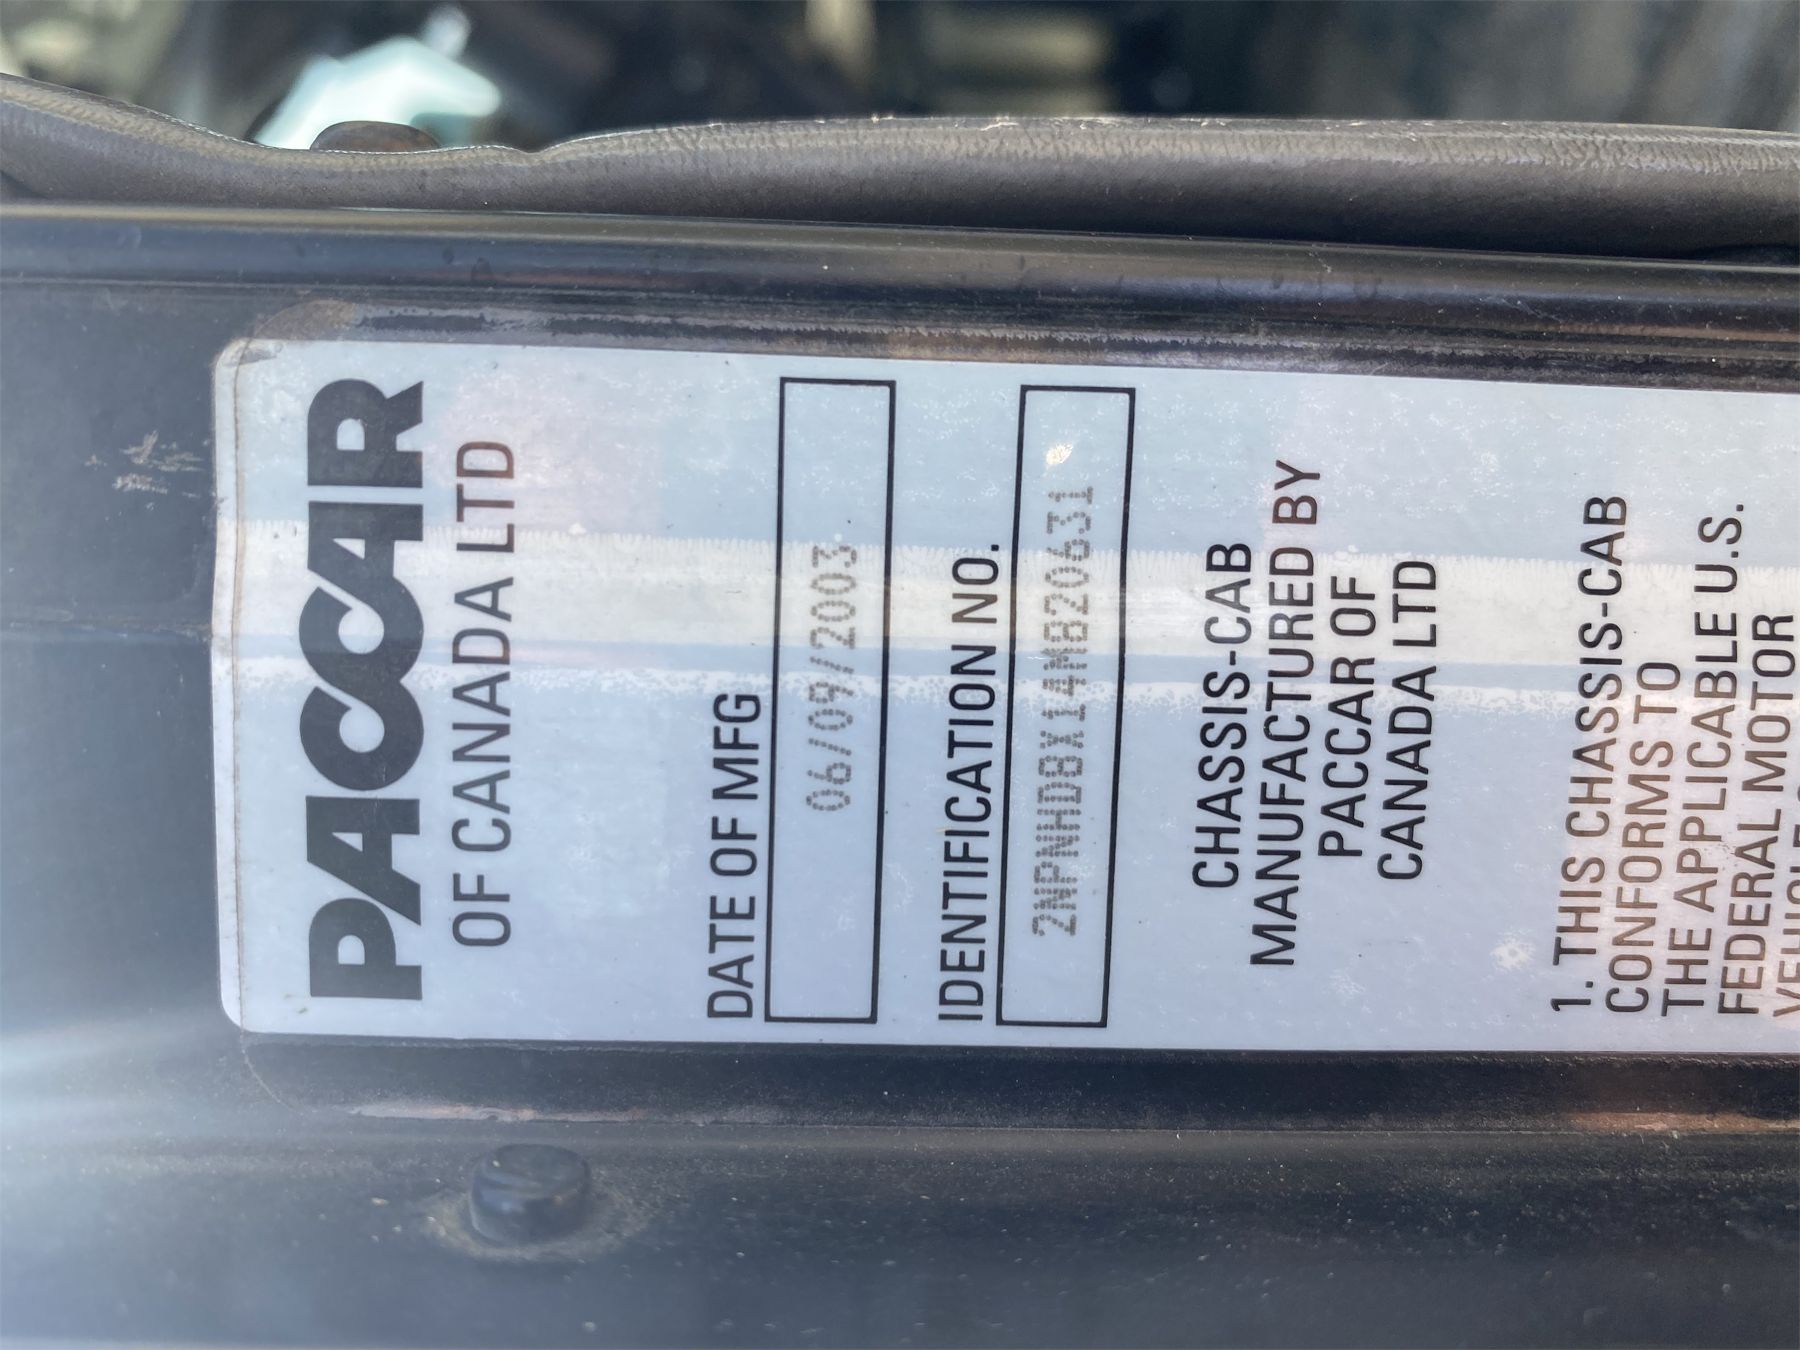 PACCAR
OF CANADA LTD
DATE OF MFG
06/09/2003
IDENTIFICATION NO.
2NPNHD8X14M820631
CHASSIS-CAB
MANUFACTURED BY
PACCAR OF
CANADA LTD
1. THIS CHASSIS-CAB
CONFORMS TO
THE APPLICABLE U.S.
FEDERAL MOTOR